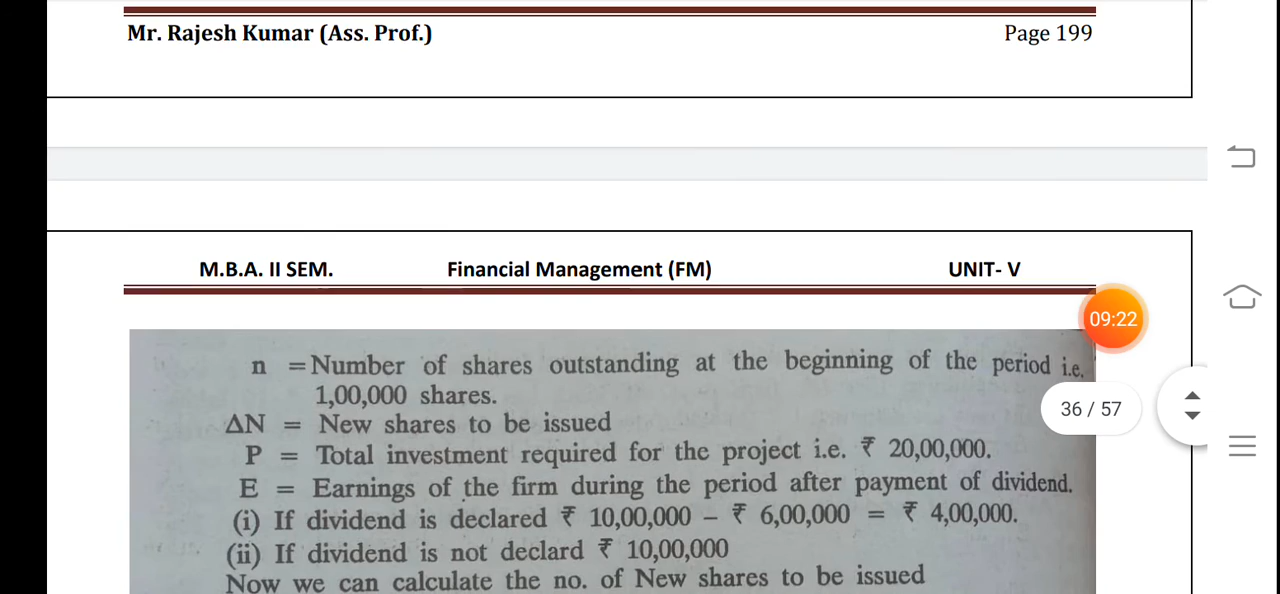 Mr. Rajesh Kumar (Ass. Prof.) Page 199
M.B.A. II SEM. Financial Management (FM) UNIT- V
09:22
n =Number of shares outstanding at the beginning of the period i.e.
1,00,000 shares.
36 / 57
ΔN = New shares to be issued
P = Total investment required for the project i.e. ₹ 20,00,000.
E = Earnings of the firm during the period after payment of dividend.
(i) If dividend is declared ₹ 10,00,000 – ₹ 6,00,000 = ₹ 4,00,000.
(ii) If dividend is not declard ₹ 10,00,000
Now we can calculate the no. of New shares to be issued